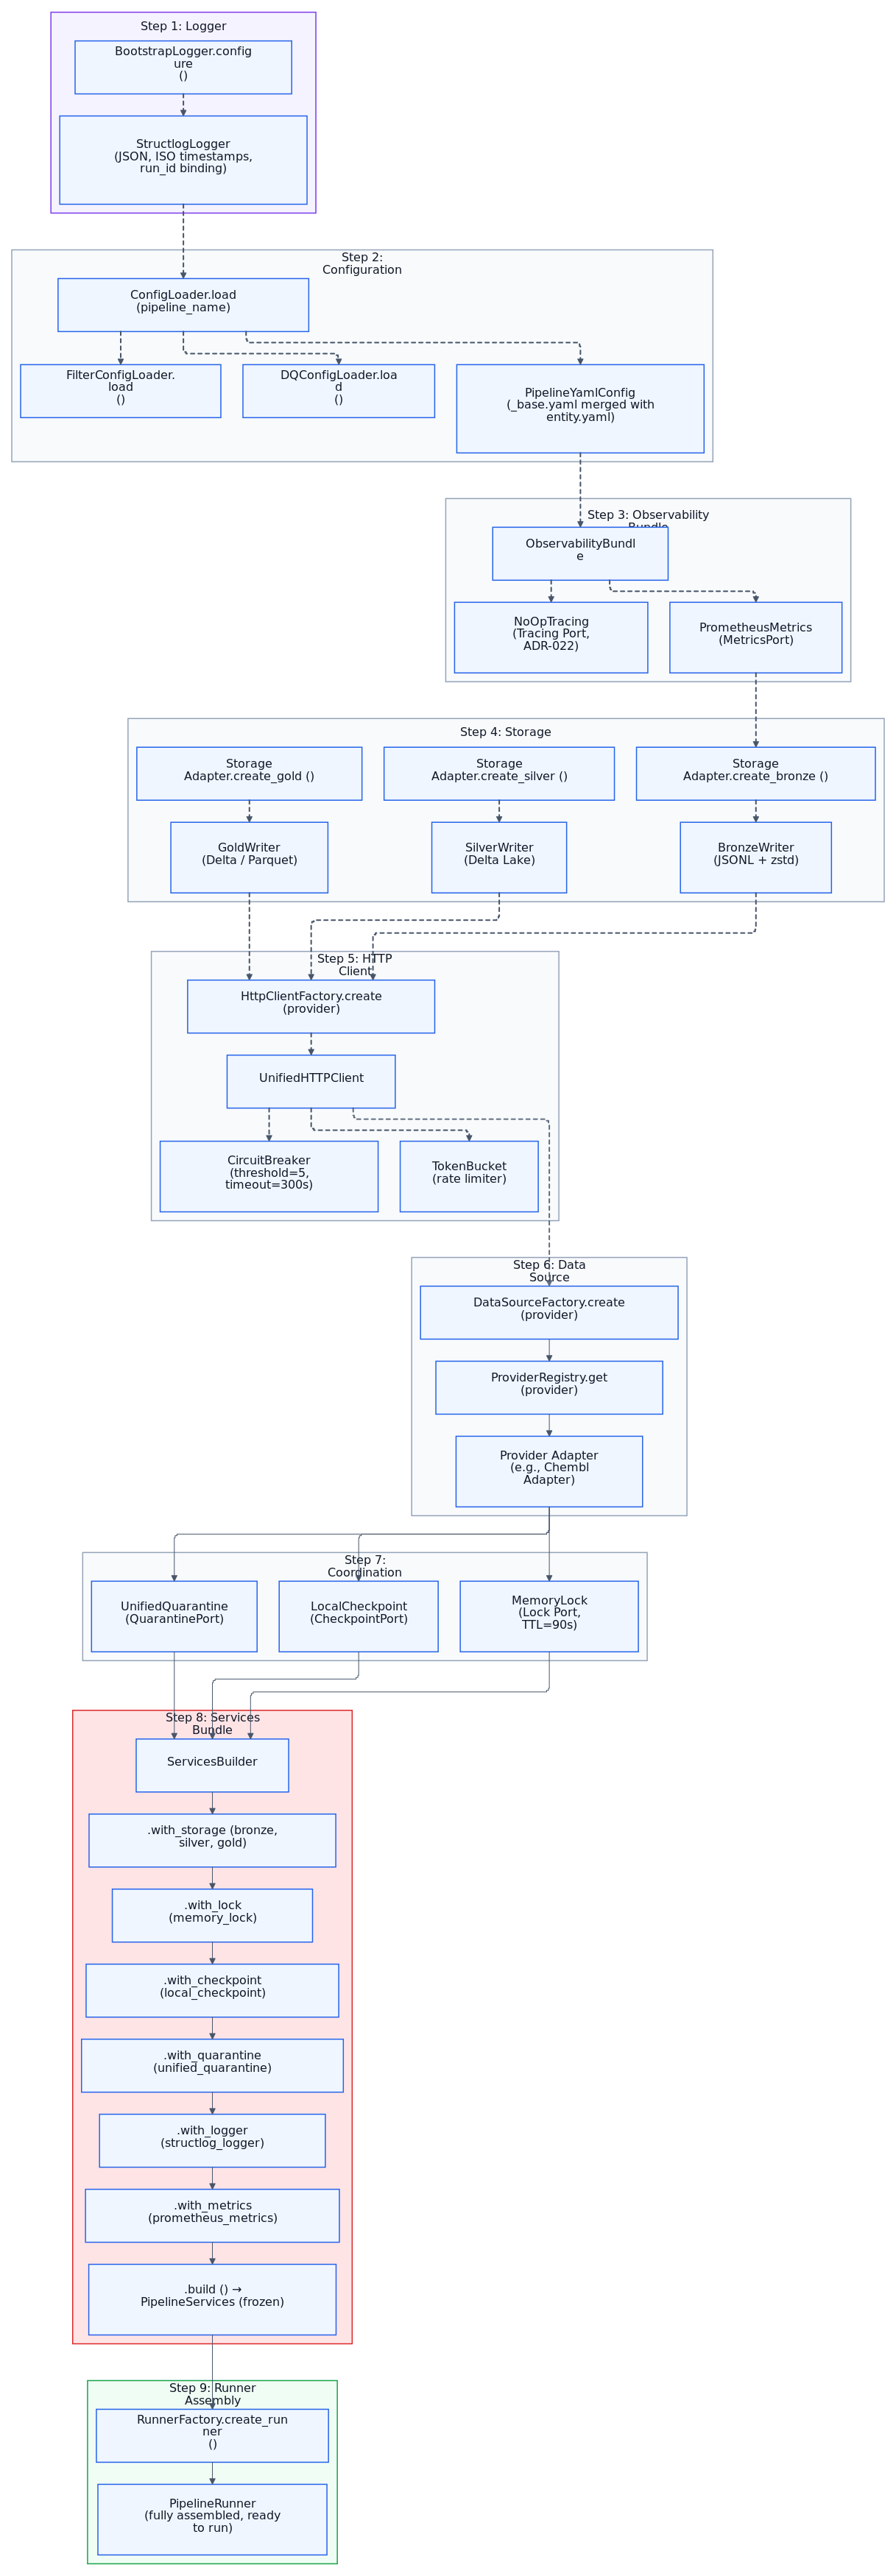 Step 1: Logger
BootstrapLogger.config
ure
()
StructlogLogger
(JSON, ISO timestamps,
run_id binding)
Step 2:
Configuration
ConfigLoader.load
(pipeline_name)
FilterConfigLoader.
load
()
DQConfigLoader.loa
d
()
PipelineYamlConfig
(_base.yaml merged with
entity.yaml)
Step 3: Observability
Bundle
ObservabilityBundl
e
NoOpTracing
(Tracing Port,
ADR-022)
PrometheusMetrics
(MetricsPort)
Step 4: Storage
Storage
Adapter.create_gold ()
Storage
Adapter.create_silver ()
Storage
Adapter.create_bronze ()
GoldWriter
(Delta / Parquet)
SilverWriter
(Delta Lake)
BronzeWriter
(JSONL + zstd)
Step 5: HTTP
Client
HttpClientFactory.create
(provider)
UnifiedHTTPClient
CircuitBreaker
(threshold=5,
timeout=300s)
TokenBucket
(rate limiter)
Step 6: Data
Source
DataSourceFactory.create
(provider)
ProviderRegistry.get
(provider)
Provider Adapter
(e.g., Chembl
Adapter)
Step 7:
Coordination
UnifiedQuarantine
(QuarantinePort)
LocalCheckpoint
(CheckpointPort)
MemoryLock
(Lock Port,
TTL=90s)
Step 8: Services
Bundle
ServicesBuilder
.with_storage (bronze,
silver, gold)
.with_lock
(memory_lock)
.with_checkpoint
(local_checkpoint)
.with_quarantine
(unified_quarantine)
.with_logger
(structlog_logger)
.with_metrics
(prometheus_metrics)
.build () →
PipelineServices (frozen)
Step 9: Runner
Assembly
RunnerFactory.create_run
ner
()
PipelineRunner
(fully assembled, ready
to run)